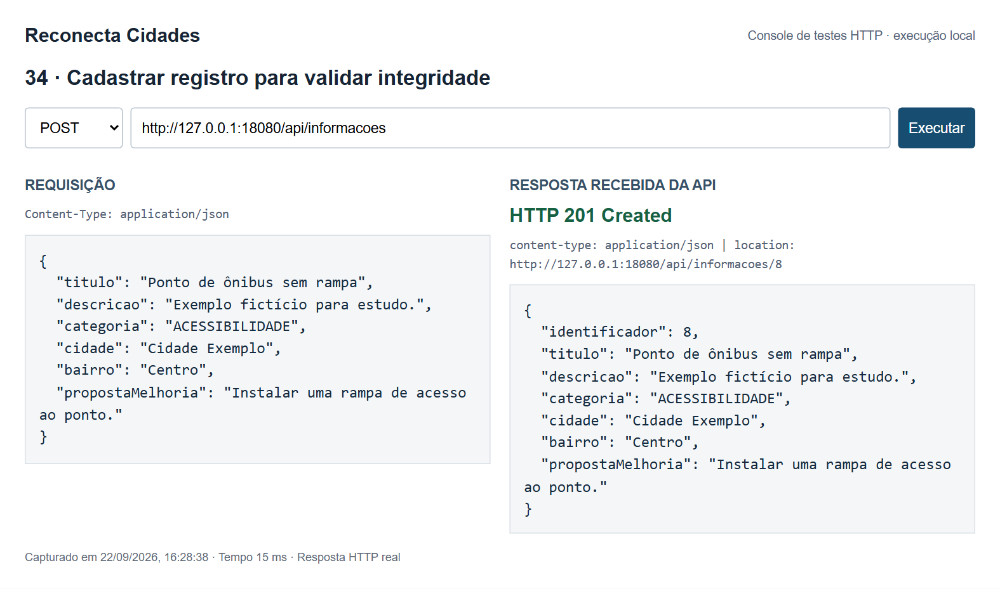 Reconecta Cidades
Console de testes HTTP · execução local
34 · Cadastrar registro para validar integridade
POST
http://127.0.0.1:18080/api/informacoes
Executar
REQUISIÇÃO
Content-Type: application/json
{
  "titulo": "Ponto de ônibus sem rampa",
  "descricao": "Exemplo fictício para estudo.",
  "categoria": "ACESSIBILIDADE",
  "cidade": "Cidade Exemplo",
  "bairro": "Centro",
  "propostaMelhoria": "Instalar uma rampa de acesso
ao ponto."
}
RESPOSTA RECEBIDA DA API
HTTP 201 Created
content-type: application/json | location:
http://127.0.0.1:18080/api/informacoes/8
{
  "identificador": 8,
  "titulo": "Ponto de ônibus sem rampa",
  "descricao": "Exemplo fictício para estudo.",
  "categoria": "ACESSIBILIDADE",
  "cidade": "Cidade Exemplo",
  "bairro": "Centro",
  "propostaMelhoria": "Instalar uma rampa de acesso
ao ponto."
}
Capturado em 22/09/2026, 16:28:38 · Tempo 15 ms · Resposta HTTP real